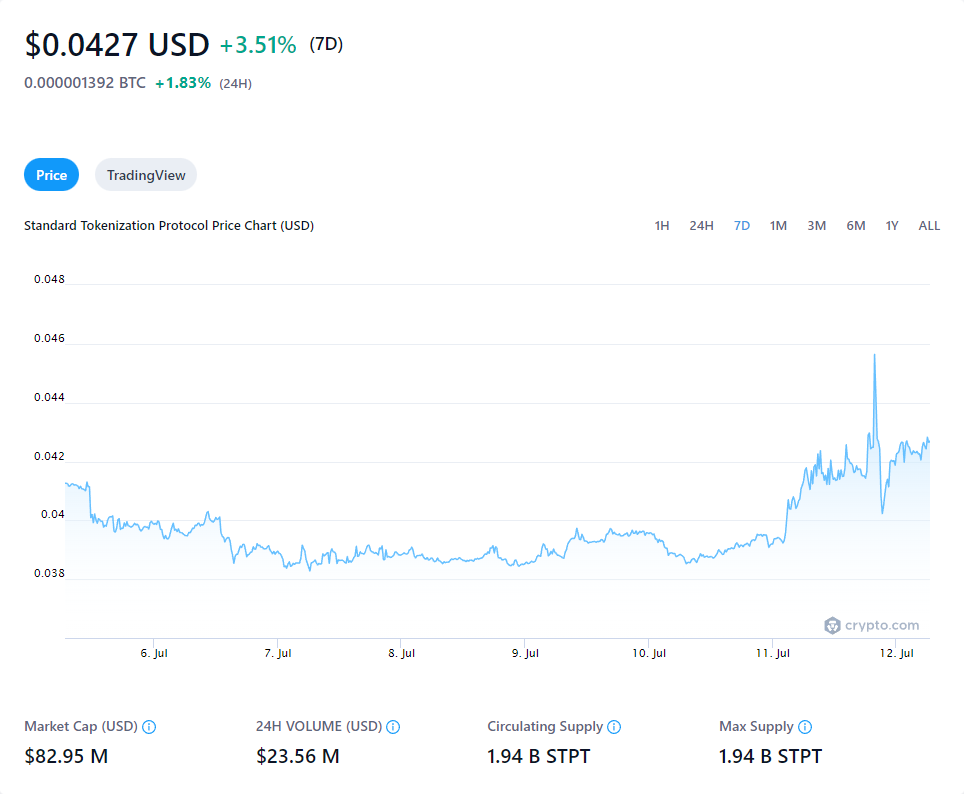 $0.0427 USD +3.51% (7D)
0.000001392 BTC +1.83% (24H)
Price TradingView
Standard Tokenization Protocol Price Chart (USD) 1H 24H 7D 1M 3M 6M 1Y ALL
0.048
0.046
0.044
0.042
0.04
0.038
crypto.com
6. Jul 7. Jul 8. Jul 9. Jul 10. Jul 11. Jul 12. Jul
Market Cap (USD) 24H VOLUME (USD) Circulating Supply Max Supply
$82.95 M $23.56 M 1.94 B STPT 1.94 B STPT